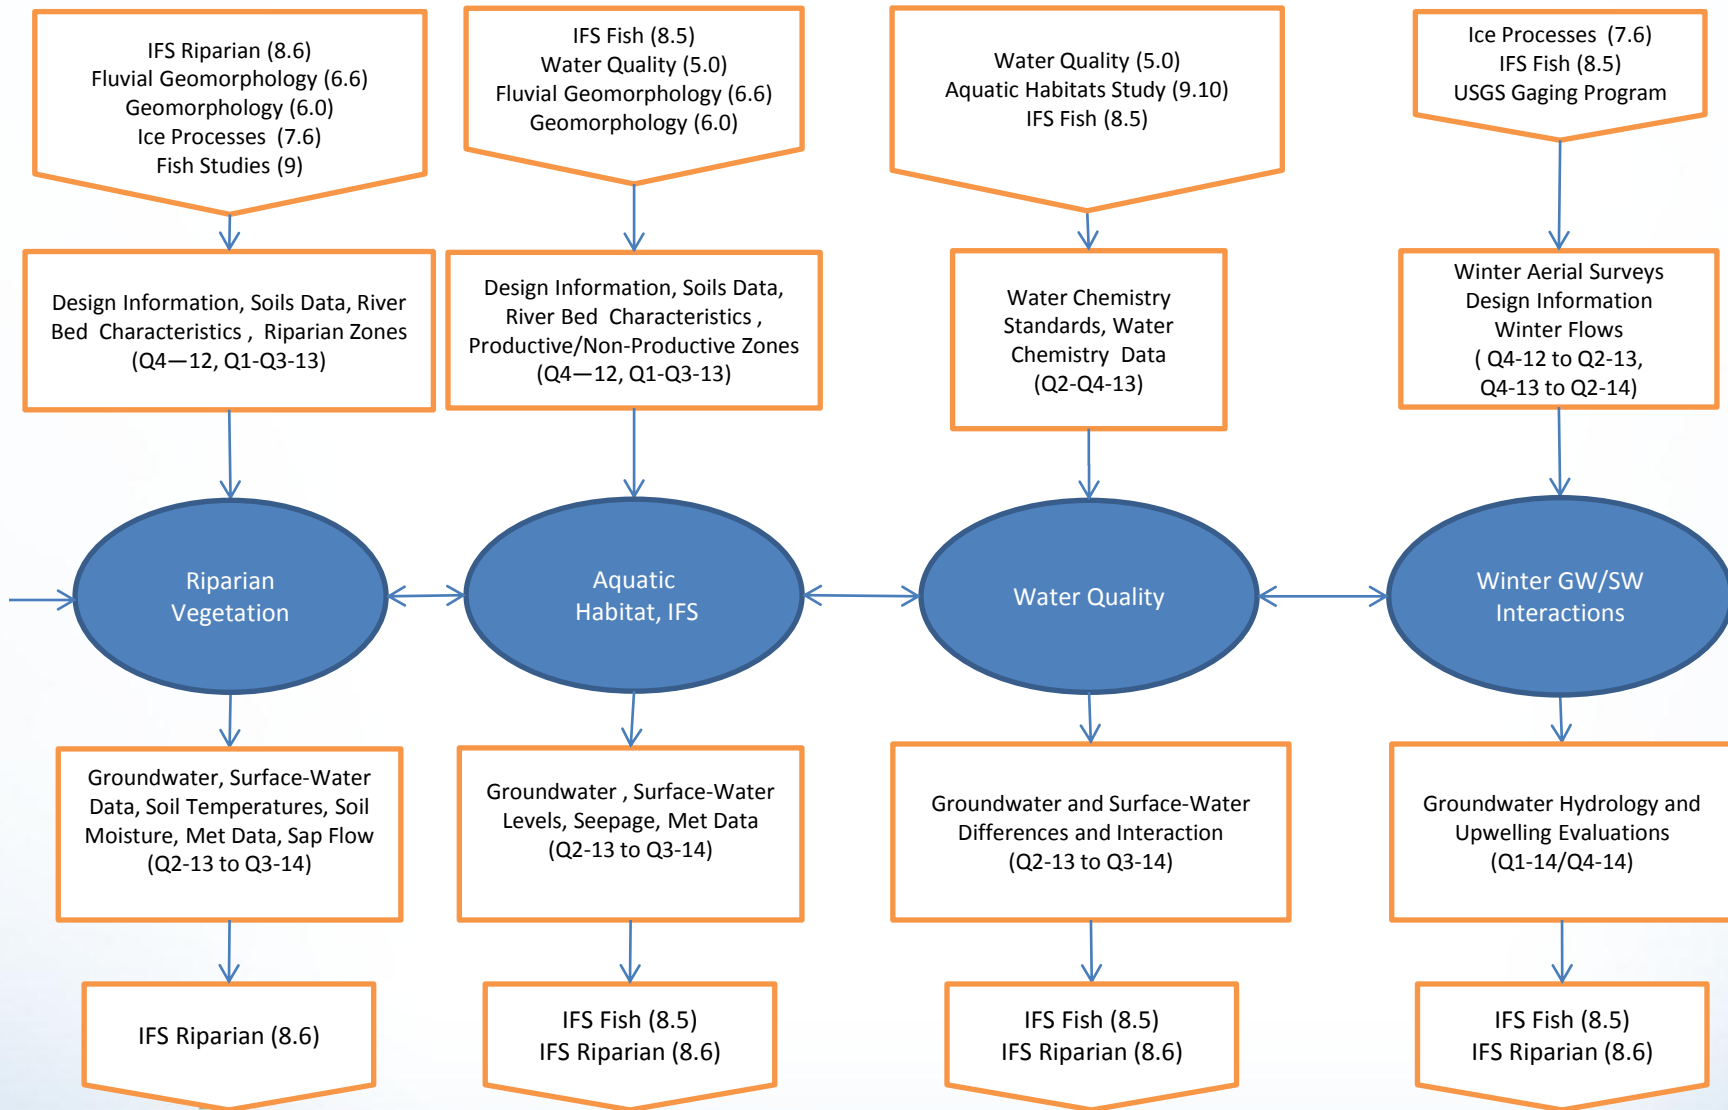 IFS Riparian (8.6)
Fluvial Geomorphology (6.6)
Geomorphology (6.0)
Ice Processes (7.6)
Fish Studies (9)
IFS Fish (8.5)
Water Quality (5.0)
Fluvial Geomorphology (6.6)
Geomorphology (6.0)
Water Quality (5.0)
Aquatic Habitats Study (9.10)
IFS Fish (8.5)
Ice Processes (7.6)
IFS Fish (8.5)
USGS Gaging Program
Design Information, Soils Data, River
Bed Characteristics , Riparian Zones
(Q4—12, Q1-Q3-13)
Design Information, Soils Data,
River Bed Characteristics ,
Productive/Non-Productive Zones
(Q4—12, Q1-Q3-13)
Water Chemistry
Standards, Water
Chemistry Data
(Q2-Q4-13)
Winter Aerial Surveys
Design Information
Winter Flows
( Q4-12 to Q2-13,
Q4-13 to Q2-14)
Riparian
Vegetation
Aquatic
Habitat, IFS
Water Quality
Winter GW/SW
Interactions
Groundwater, Surface-Water
Data, Soil Temperatures, Soil
Moisture, Met Data, Sap Flow
(Q2-13 to Q3-14)
Groundwater , Surface-Water
Levels, Seepage, Met Data
(Q2-13 to Q3-14)
Groundwater and Surface-Water
Differences and Interaction
(Q2-13 to Q3-14)
Groundwater Hydrology and
Upwelling Evaluations
(Q1-14/Q4-14)
IFS Riparian (8.6)
IFS Fish (8.5)
IFS Riparian (8.6)
IFS Fish (8.5)
IFS Riparian (8.6)
IFS Fish (8.5)
IFS Riparian (8.6)